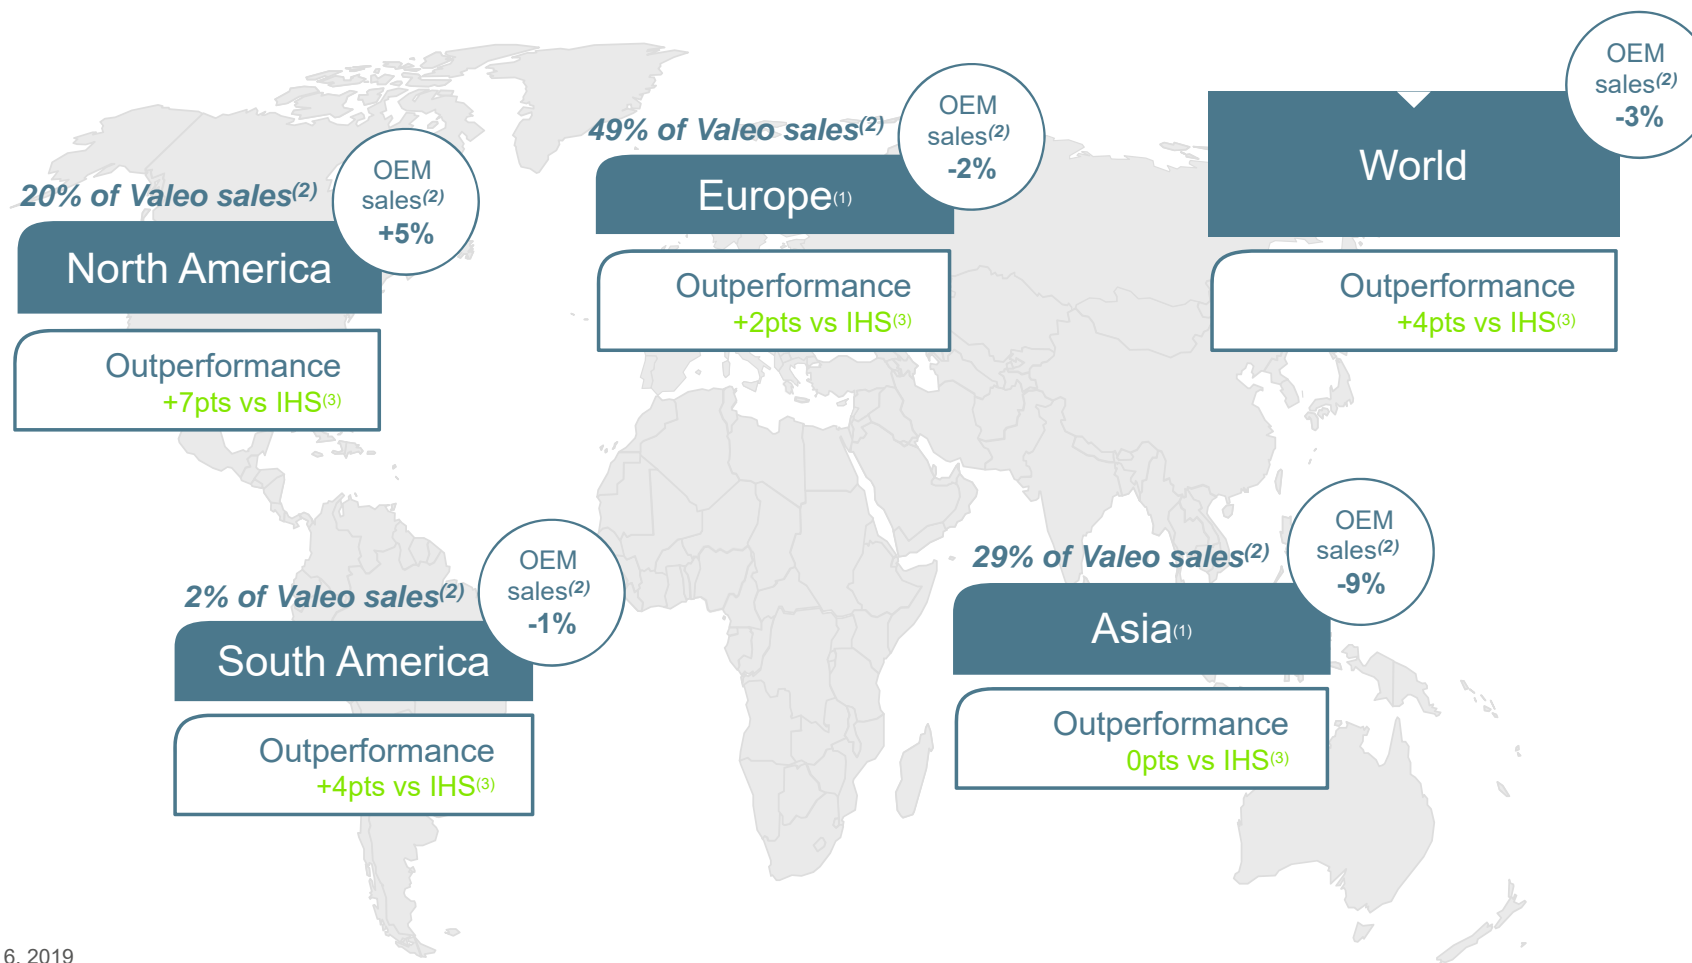 20% of Valeo sales(2)
OEM
sales(2)
+5%
North America
Outperformance
+7pts vs IHS(3)
49% of Valeo sales(2)
OEM
sales(2)
-2%
Europe(1)
Outperformance
+2pts vs IHS(3)
OEM
sales(2)
-3%
World
Outperformance
+4pts vs IHS(3)
2% of Valeo sales(2)
OEM
sales(2)
-1%
South America
Outperformance
+4pts vs IHS(3)
29% of Valeo sales(2)
OEM
sales(2)
-9%
Asia(1)
Outperformance
0pts vs IHS(3)
6, 2019